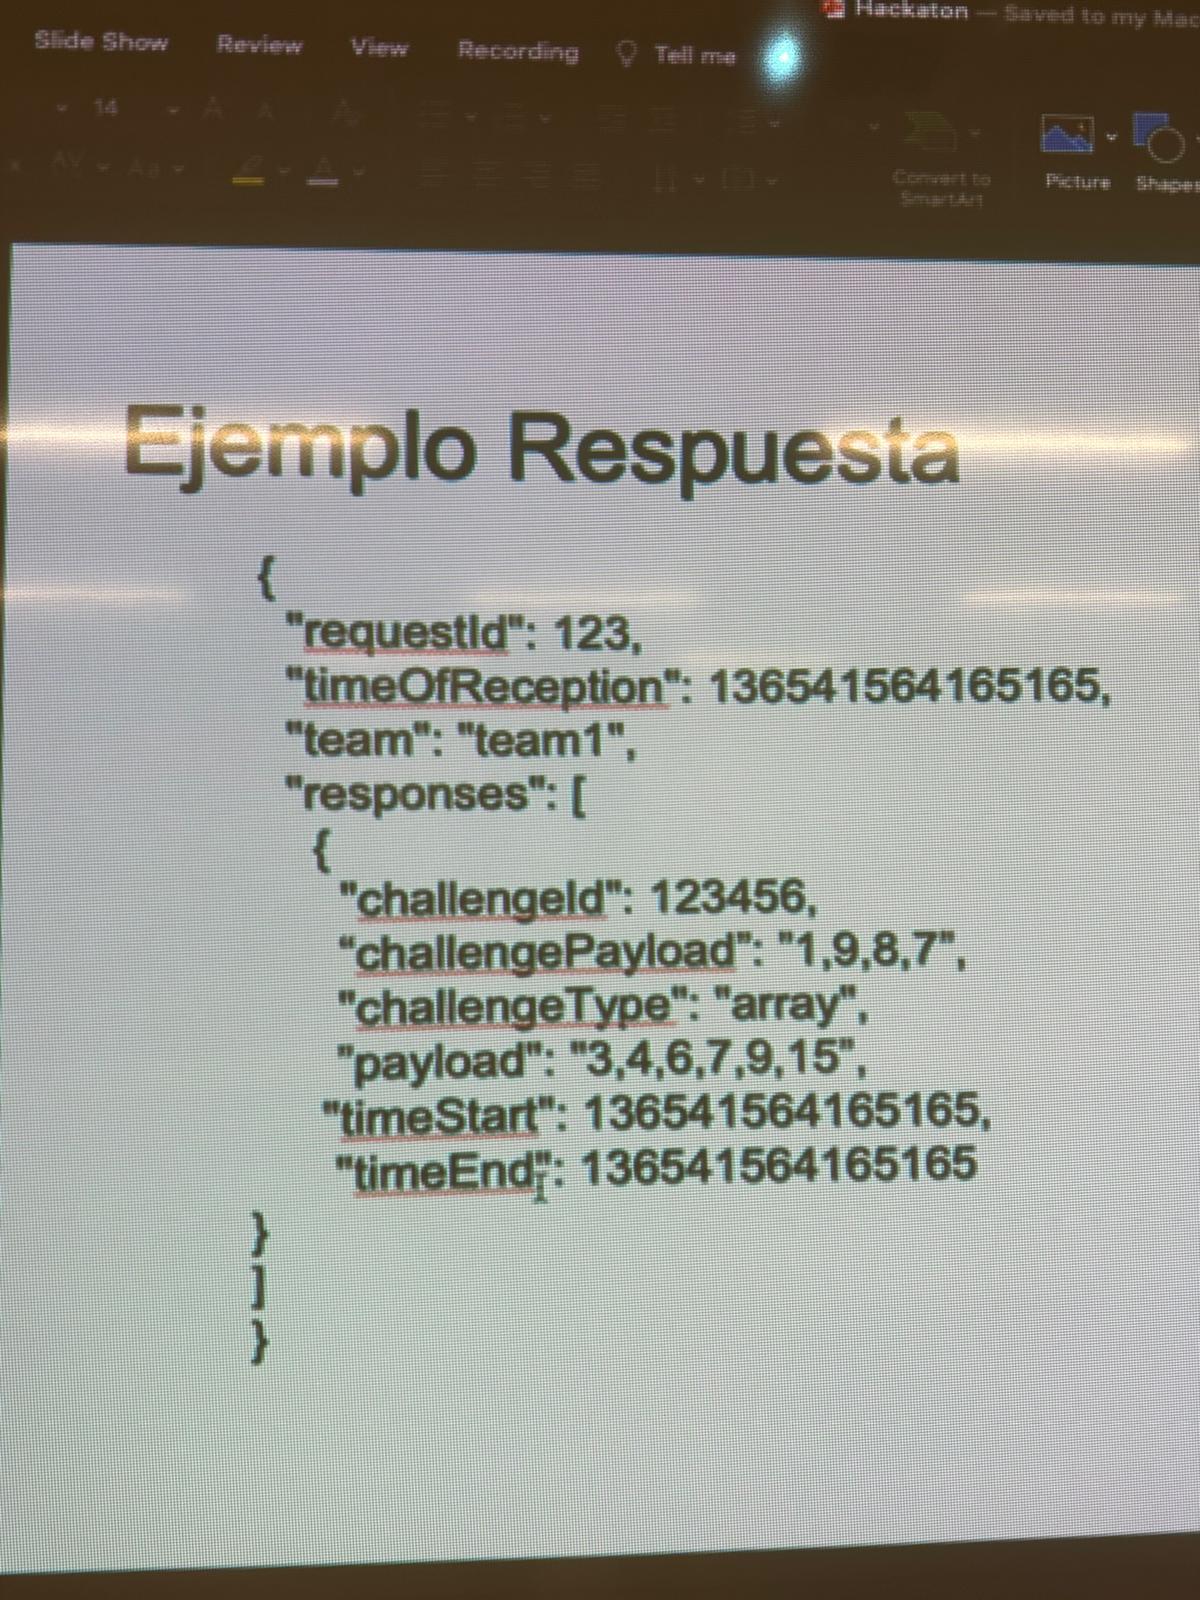 Hackaton — Saved to my Mac
Slide Show Review View Recording Tell me
14
Convert to
SmartArt
Picture
Shapes
Ejemplo Respuesta
{
"requestId": 123,
"timeOfReception": 136541564165165,
"team": "team1",
"responses": [
{
"challengeId": 123456,
“challengePayload": "1,9,8,7",
"challengeType": "array",
"payload": "3,4,6,7,9,15",
"timeStart": 136541564165165,
"timeEnd": 136541564165165
}
]
}